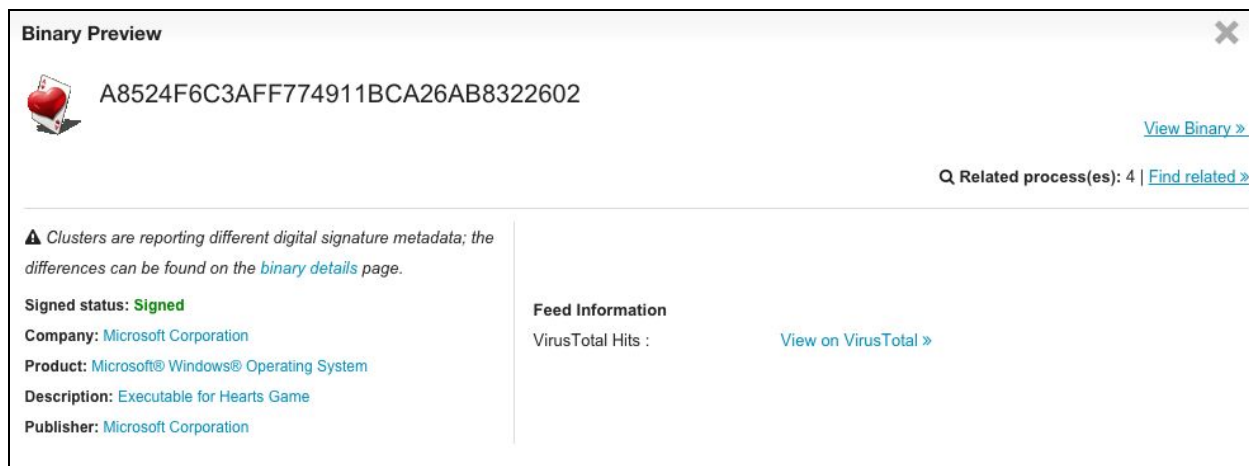 Binary Preview
A8524F6C3AFF774911BCA26AB8322602
View Binary »
Related process(es): 4 | Find related »
Clusters are reporting different digital signature metadata; the
differences can be found on the binary details page.
Signed status: Signed
Company: Microsoft Corporation
Product: Microsoft® Windows® Operating System
Description: Executable for Hearts Game
Publisher: Microsoft Corporation
Feed Information
VirusTotal Hits : View on VirusTotal »